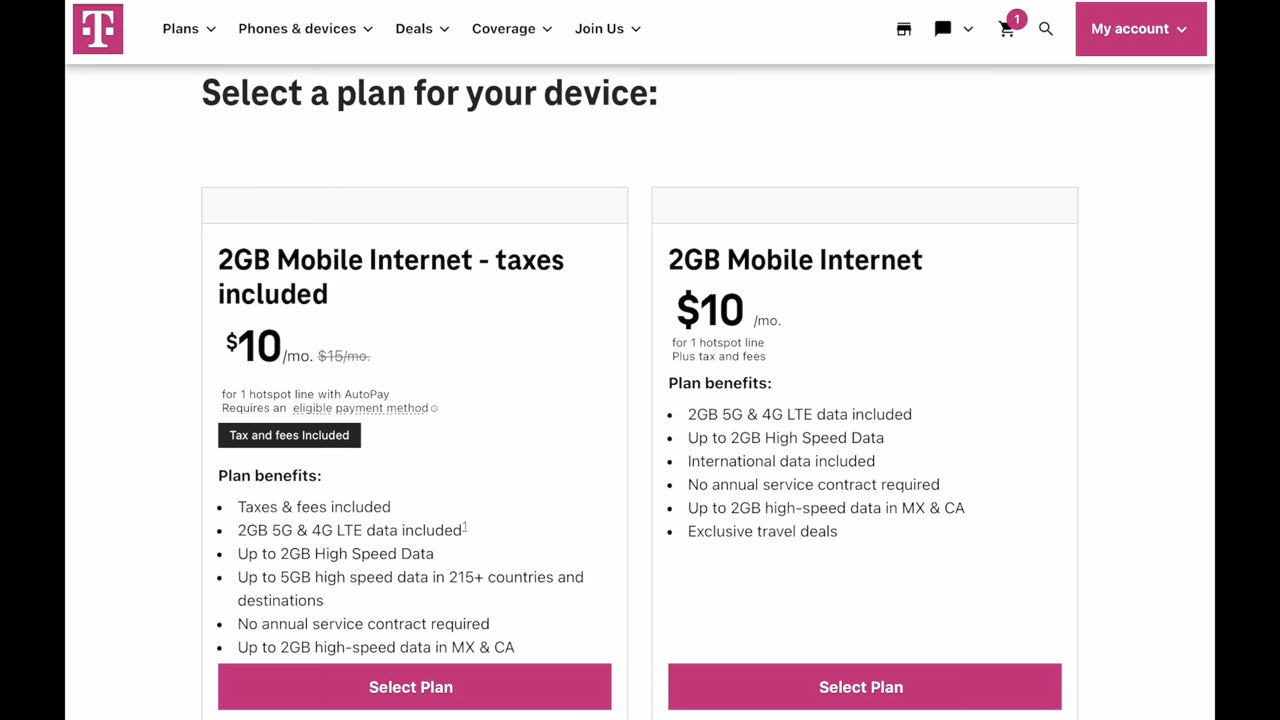 T
Plans
Phones & devices
Deals
Coverage
Join Us
1
My account
Select a plan for your device:
2GB Mobile Internet - taxes
included
$10/mo. $15/mo.
for 1 hotspot line with AutoPay
Requires an eligible payment method
Tax and fees Included
Plan benefits:
• Taxes & fees included
• 2GB 5G & 4G LTE data included1
• Up to 2GB High Speed Data
• Up to 5GB high speed data in 215+ countries and
destinations
• No annual service contract required
• Up to 2GB high-speed data in MX & CA
Select Plan
2GB Mobile Internet
$10 /mo.
for 1 hotspot line
Plus tax and fees
Plan benefits:
• 2GB 5G & 4G LTE data included
• Up to 2GB High Speed Data
• International data included
• No annual service contract required
• Up to 2GB high-speed data in MX & CA
• Exclusive travel deals
Select Plan